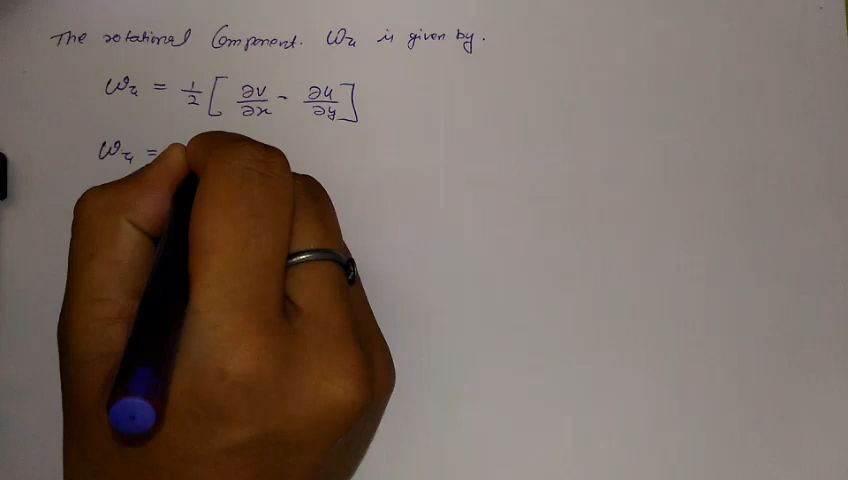 The rotational Component. ωz is given by.
ωz = 1/2 [ ∂v/∂x - ∂u/∂y ]
ωz =